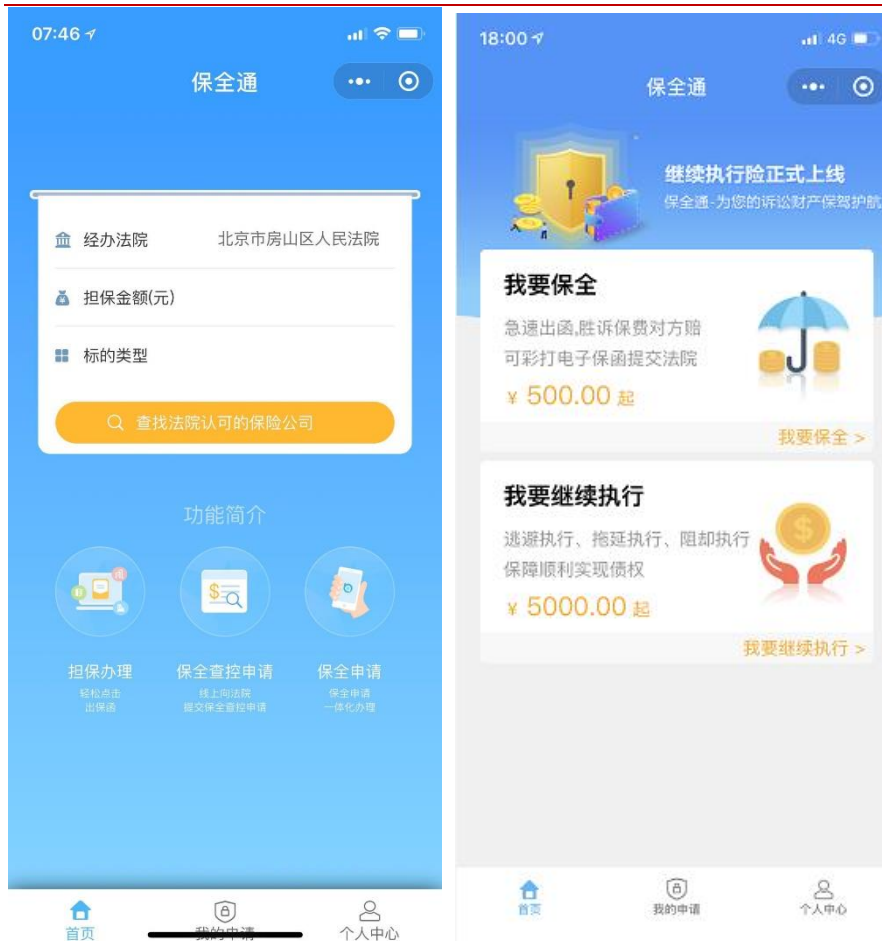 07:46
保全通
经办法院 北京市房山区人民法院
担保金额(元)
标的类型
查找法院认可的保险公司
功能简介
担保办理 保全查控申请 保全申请
轻松点击 线上向法院 保全申请
出保函 提交保全查控申请 一体化办理
首页 我的申请 个人中心
18:00 4G
保全通
继续执行险正式上线
保全通-为您的诉讼财产保驾护航
我要保全
急速出函,胜诉保费对方赔
可彩打电子保函提交法院
¥ 500.00 起
我要保全 >
我要继续执行
逃避执行、拖延执行、阻却执行
保障顺利实现债权
¥ 5000.00 起
我要继续执行 >
首页 我的申请 个人中心